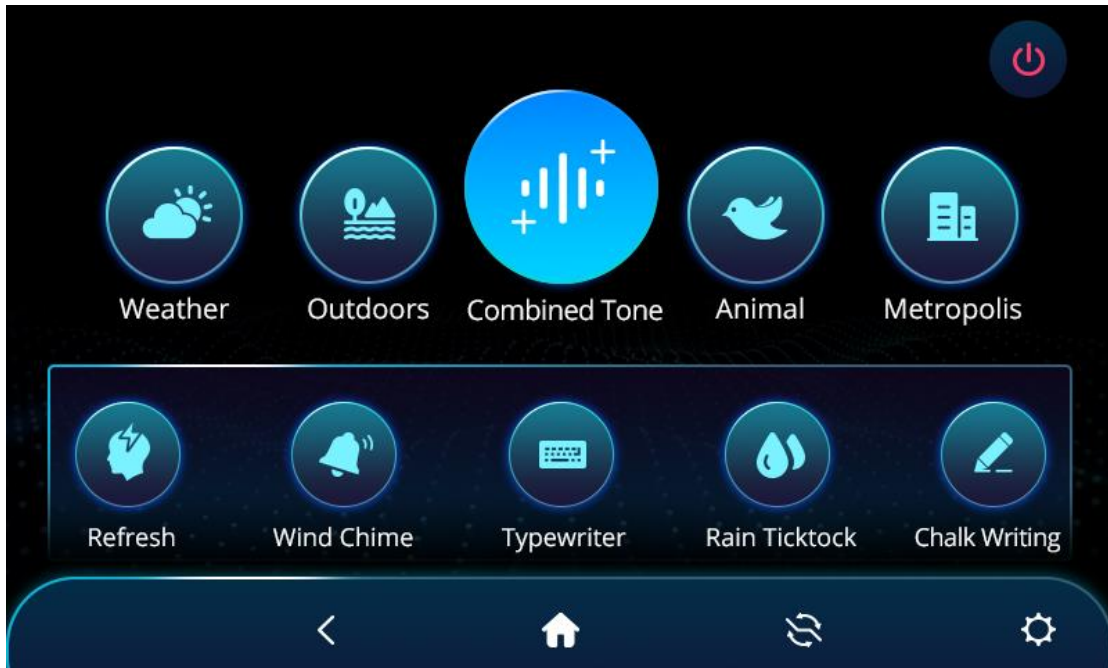 Weather
Outdoors
Combined Tone
Animal
Metropolis
Refresh
Wind Chime
Typewriter
Rain Ticktock
Chalk Writing